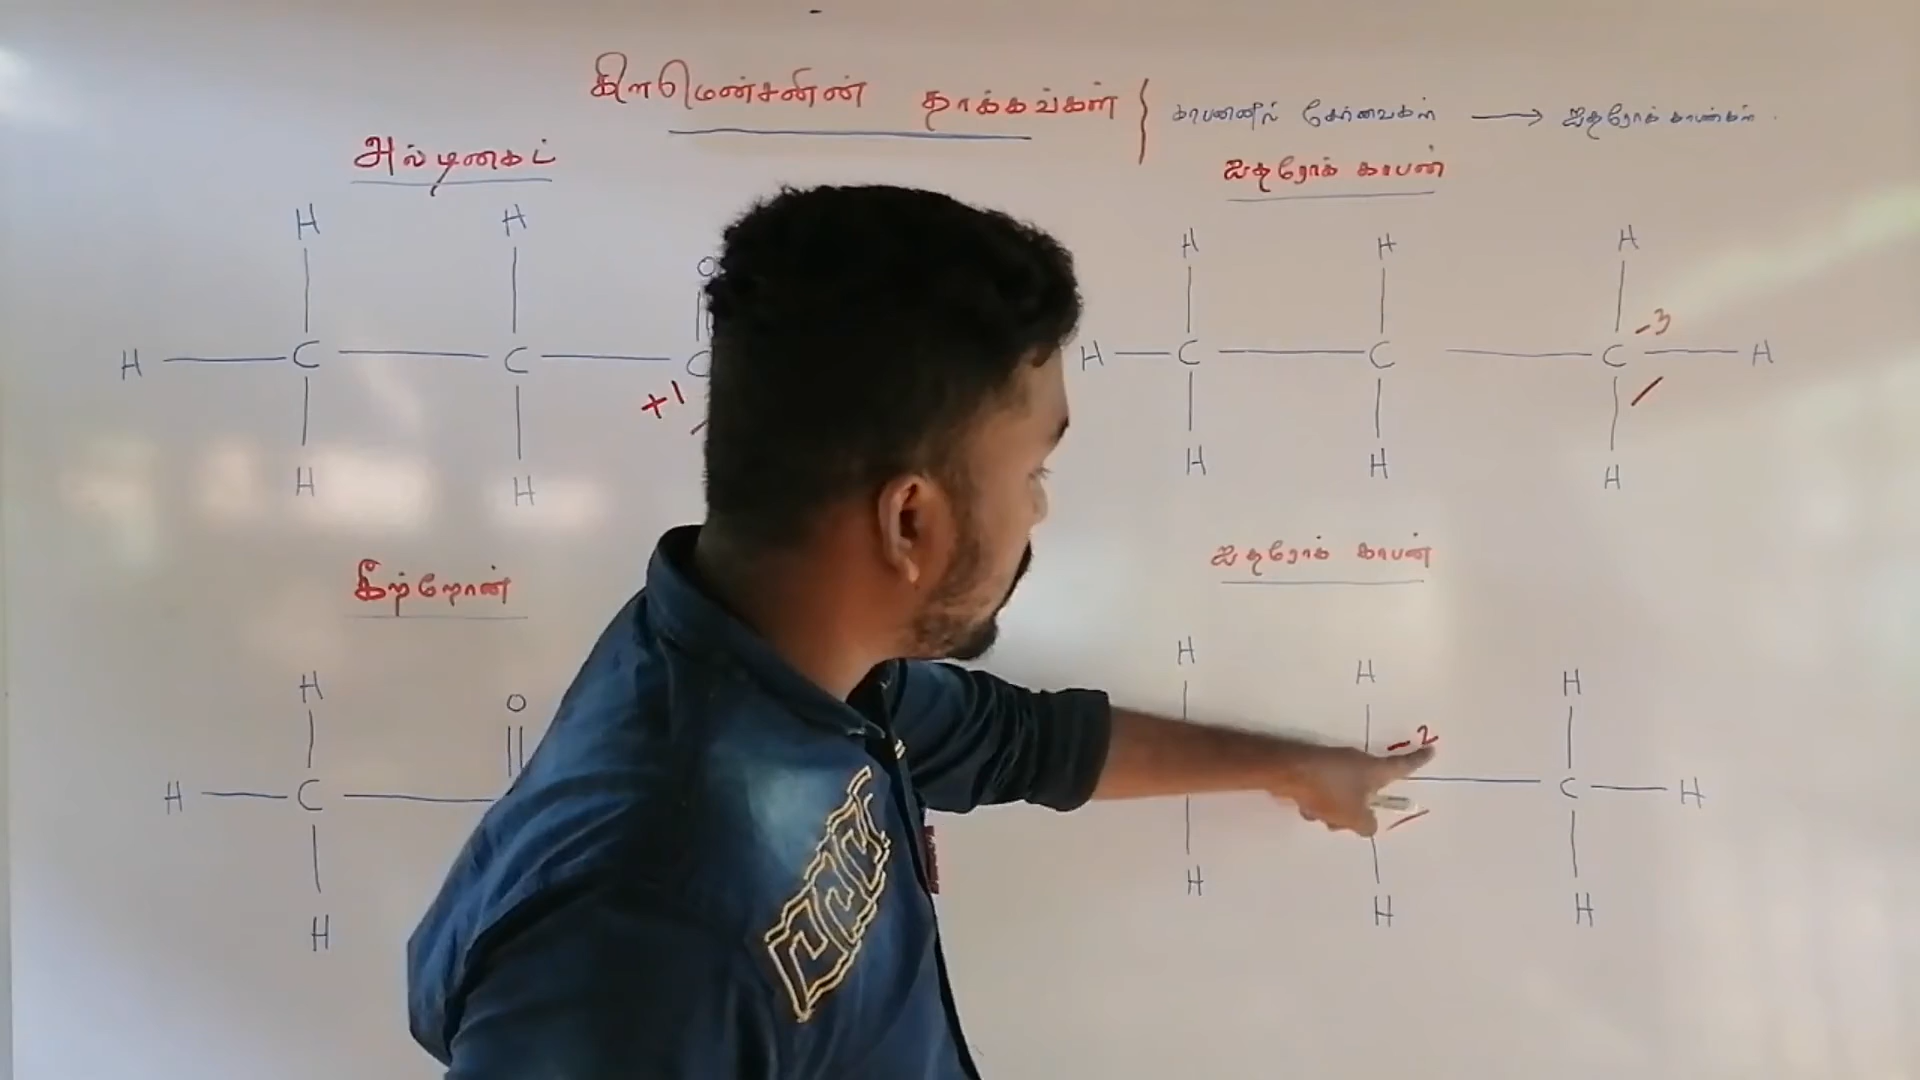 கிளமென்சனின் தாக்கங்கள் } காபனைல் சேர்வைகள் ⟶ ஐதரோக் காபன்கள்.
அல்டிகைட்
ஐதரோக் காபன்
H H O
H C C C
+1
H H
H H H
H C C C -3 H
H H H
கீற்றோன்
H O
H C
H
ஐதரோக் காபன்
H H H
-2
C H
H H H